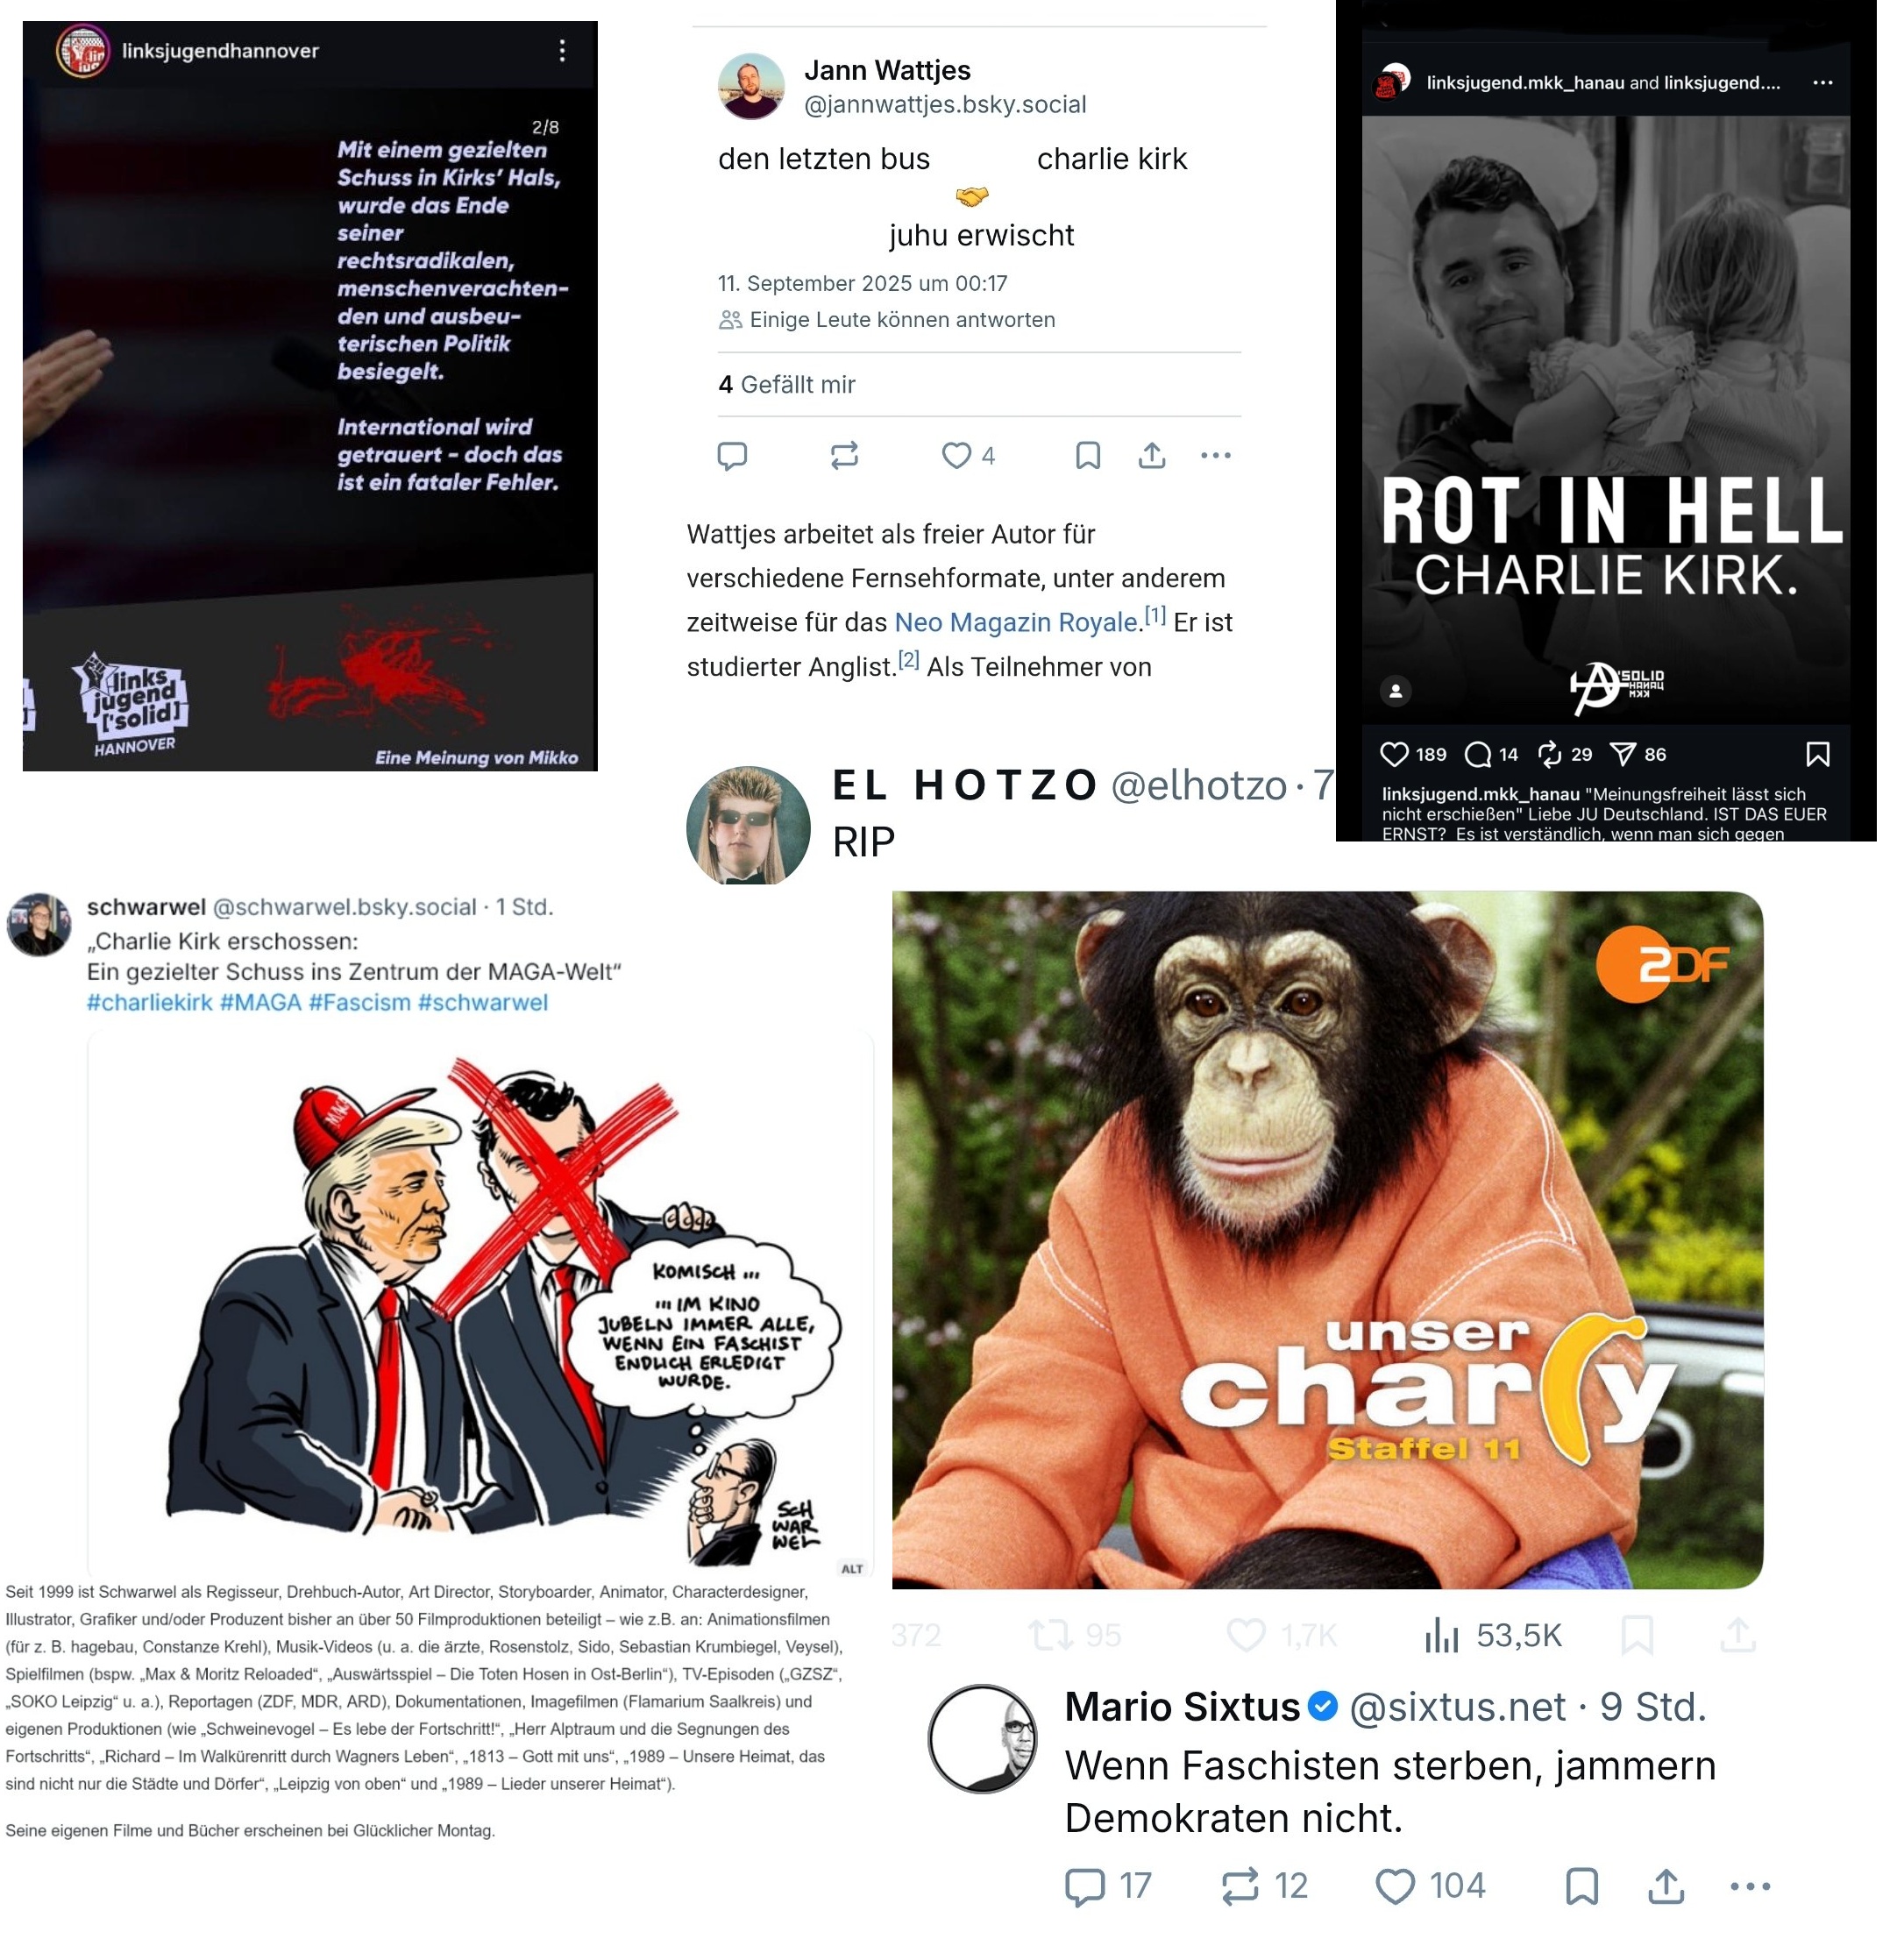 linksjugendhannover
2/8
Mit einem gezielten
Schuss in Kirks' Hals,
wurde das Ende
seiner
rechtsradikalen,
menschenverachten-
den und ausbeu-
terischen Politik
besiegelt.
International wird
getrauert - doch das
ist ein fataler Fehler.
links
jugend
['solid]
HANNOVER
Eine Meinung von Mikko
Jann Wattjes
@jannwattjes.bsky.social
den letzten bus charlie kirk
🤝
juhu erwischt
11. September 2025 um 00:17
Einige Leute können antworten
4 Gefällt mir
4
Wattjes arbeitet als freier Autor für
verschiedene Fernsehformate, unter anderem
zeitweise für das Neo Magazin Royale.[1] Er ist
studierter Anglist.[2] Als Teilnehmer von
linksjugend.mkk_hanau and linksjugend....
ROT IN HELL
CHARLIE KIRK.
SOLID
HANAU
MKK
189 14 29 86
linksjugend.mkk_hanau "Meinungsfreiheit lässt sich
nicht erschießen" Liebe JU Deutschland. IST DAS EUER
ERNST? Es ist verständlich, wenn man sich gegen
EL HOTZO @elhotzo · 7
RIP
ZDF
unser
charly
Staffel 11
372 95 1,7K 53,5K
schwarwel @schwarwel.bsky.social · 1 Std.
„Charlie Kirk erschossen:
Ein gezielter Schuss ins Zentrum der MAGA-Welt“
#charliekirk #MAGA #Fascism #schwarwel
MAGA
KOMISCH ...
... IM KINO
JUBELN IMMER ALLE,
WENN EIN FASCHIST
ENDLICH ERLEDIGT
WURDE.
SCH
WAR
WEL
ALT
Seit 1999 ist Schwarwel als Regisseur, Drehbuch-Autor, Art Director, Storyboarder, Animator, Characterdesigner,
Illustrator, Grafiker und/oder Produzent bisher an über 50 Filmproduktionen beteiligt – wie z.B. an: Animationsfilmen
(für z. B. hagebau, Constanze Krehl), Musik-Videos (u. a. die ärzte, Rosenstolz, Sido, Sebastian Krumbiegel, Veysel),
Spielfilmen (bspw. „Max & Moritz Reloaded“, „Auswärtsspiel – Die Toten Hosen in Ost-Berlin“), TV-Episoden („GZSZ“,
„SOKO Leipzig“ u. a.), Reportagen (ZDF, MDR, ARD), Dokumentationen, Imagefilmen (Flamarium Saalkreis) und
eigenen Produktionen (wie „Schweinevogel – Es lebe der Fortschritt!“, „Herr Alptraum und die Segnungen des
Fortschritts“, „Richard – Im Walkürenritt durch Wagners Leben“, „1813 – Gott mit uns“, „1989 – Unsere Heimat, das
sind nicht nur die Städte und Dörfer“, „Leipzig von oben“ und „1989 – Lieder unserer Heimat“).
Seine eigenen Filme und Bücher erscheinen bei Glücklicher Montag.
Mario Sixtus @sixtus.net · 9 Std.
Wenn Faschisten sterben, jammern
Demokraten nicht.
17 12 104